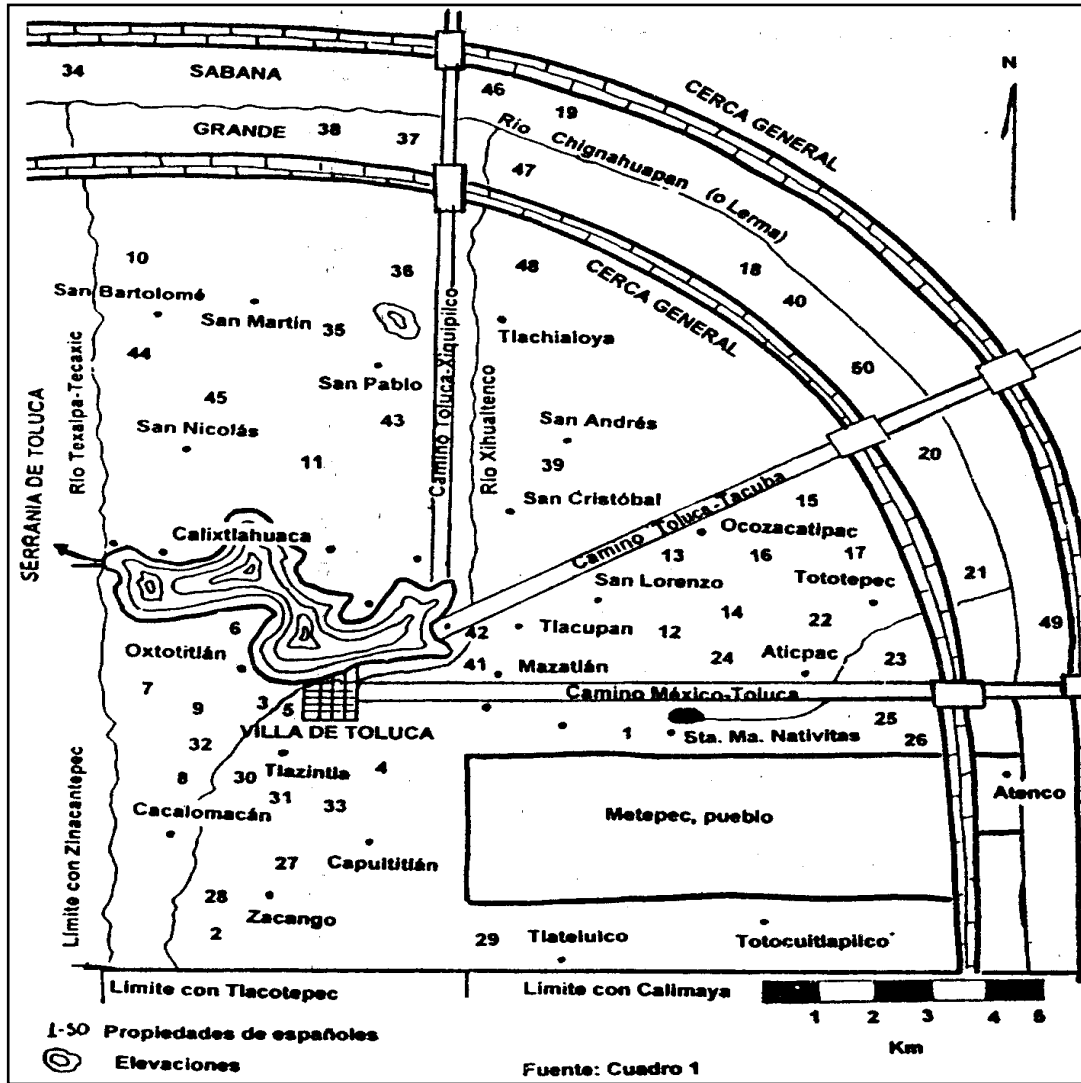 34
SABANA
46
19
CERCA GENERAL
N
GRANDE
38
37
Río Chignahuapan (o Lerma)
47
10
36
48
18
40
CERCA GENERAL
San Bartolomé
San Martín
35
Tlachialoya
44
San Pablo
50
45
43
San Nicolás
San Andrés
Río Texalpa-Tecaxic
Camino Toluca-Xiquipilco
Río Xihualtenco
11
39
20
San Cristóbal
15
Camino Toluca-Tacuba
SERRANIA DE TOLUCA
Calixtlahuaca
Ocozacatipac
13
16
17
San Lorenzo
Tototepec
21
14
22
49
6
42
Tlacupan
12
Oxtotitlán
41
Mazatlán
24
Aticpac
23
7
3
5
Camino México-Toluca
9
VILLA DE TOLUCA
1
Sta. Ma. Nativitas
25
26
32
Tlazintla
4
8
30
31
33
Atenco
Cacalomacán
Metepec, pueblo
27
Capultitlán
28
Zacango
2
29
Tlatelulco
Totocuitlapilco
Límite con Zinacantepec
Límite con Tlacotepec
Límite con Calimaya
1 2 3 4 5
Km
1-50 Propiedades de españoles
Elevaciones
Fuente: Cuadro 1